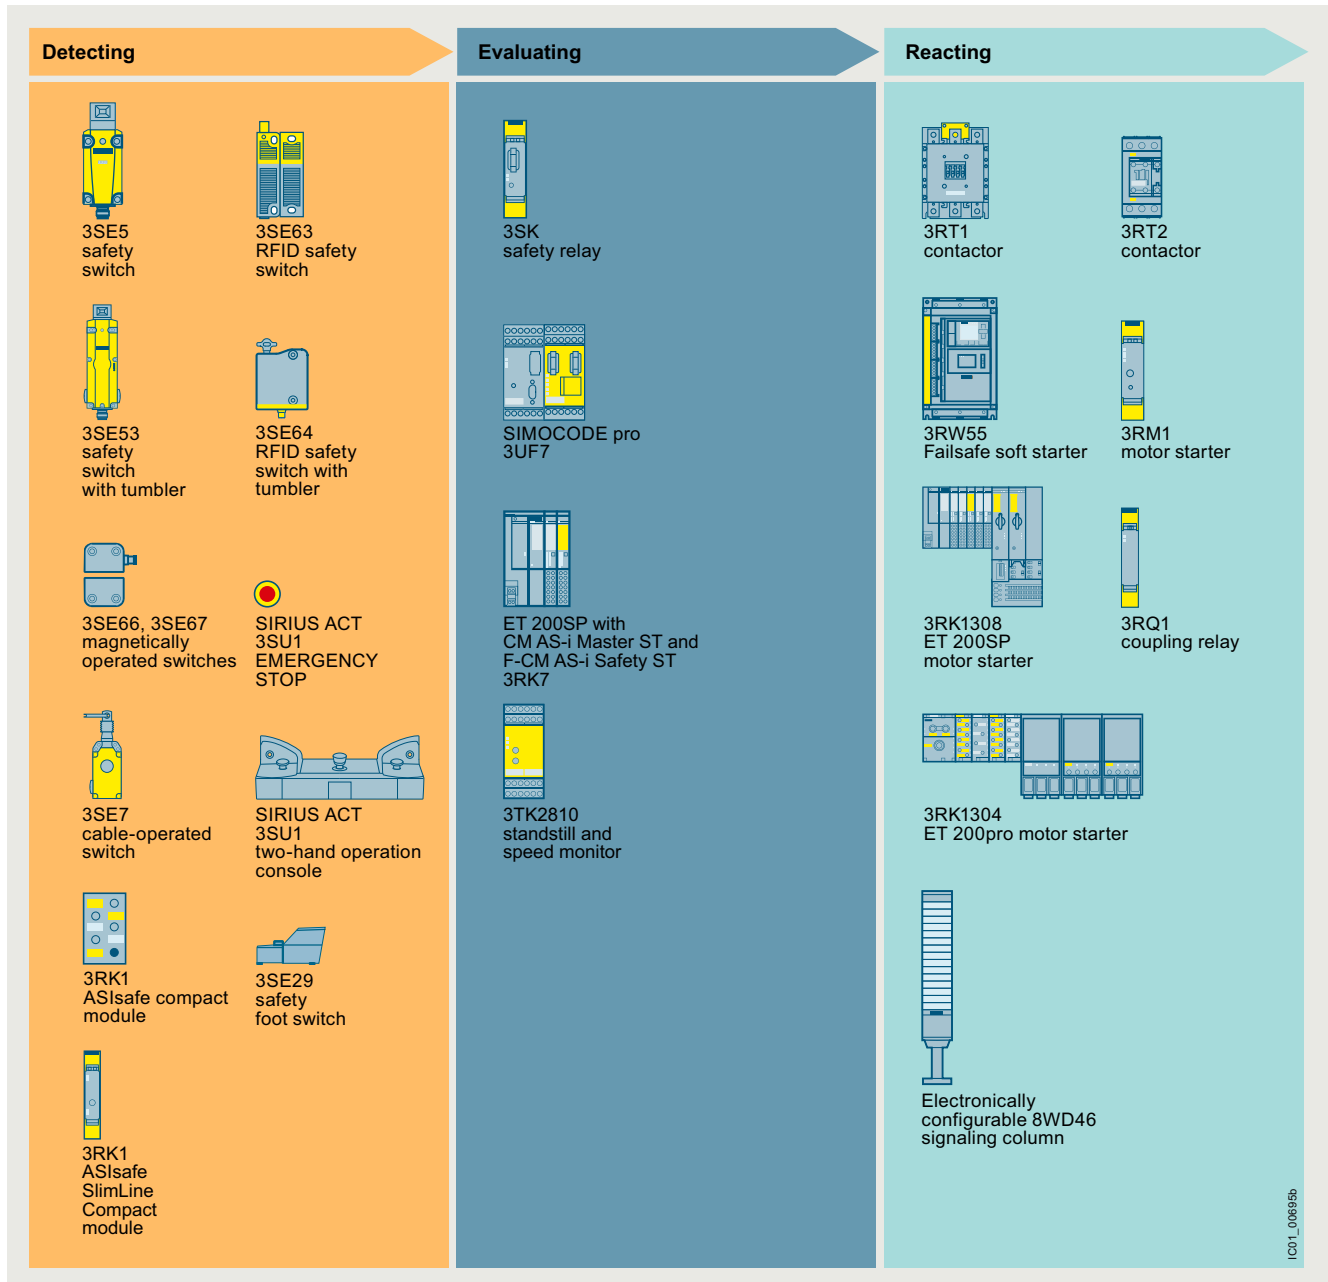 Detecting
Evaluating
Reacting
3SE5
safety
switch
3SE63
RFID safety
switch
3SE53
safety
switch
with tumbler
3SE64
RFID safety
switch with
tumbler
3SE66, 3SE67
magnetically
operated switches
SIRIUS ACT
3SU1
EMERGENCY
STOP
3SE7
cable-operated
switch
SIRIUS ACT
3SU1
two-hand operation
console
3RK1
ASIsafe compact
module
3SE29
safety
foot switch
3RK1
ASIsafe
SlimLine
Compact
module
3SK
safety relay
SIMOCODE pro
3UF7
ET 200SP with
CM AS-i Master ST and
F-CM AS-i Safety ST
3RK7
3TK2810
standstill and
speed monitor
3RT1
contactor
3RT2
contactor
3RW55
Failsafe soft starter
3RM1
motor starter
3RK1308
ET 200SP
motor starter
3RQ1
coupling relay
3RK1304
ET 200pro motor starter
Electronically
configurable 8WD46
signaling column
IC01_00695b